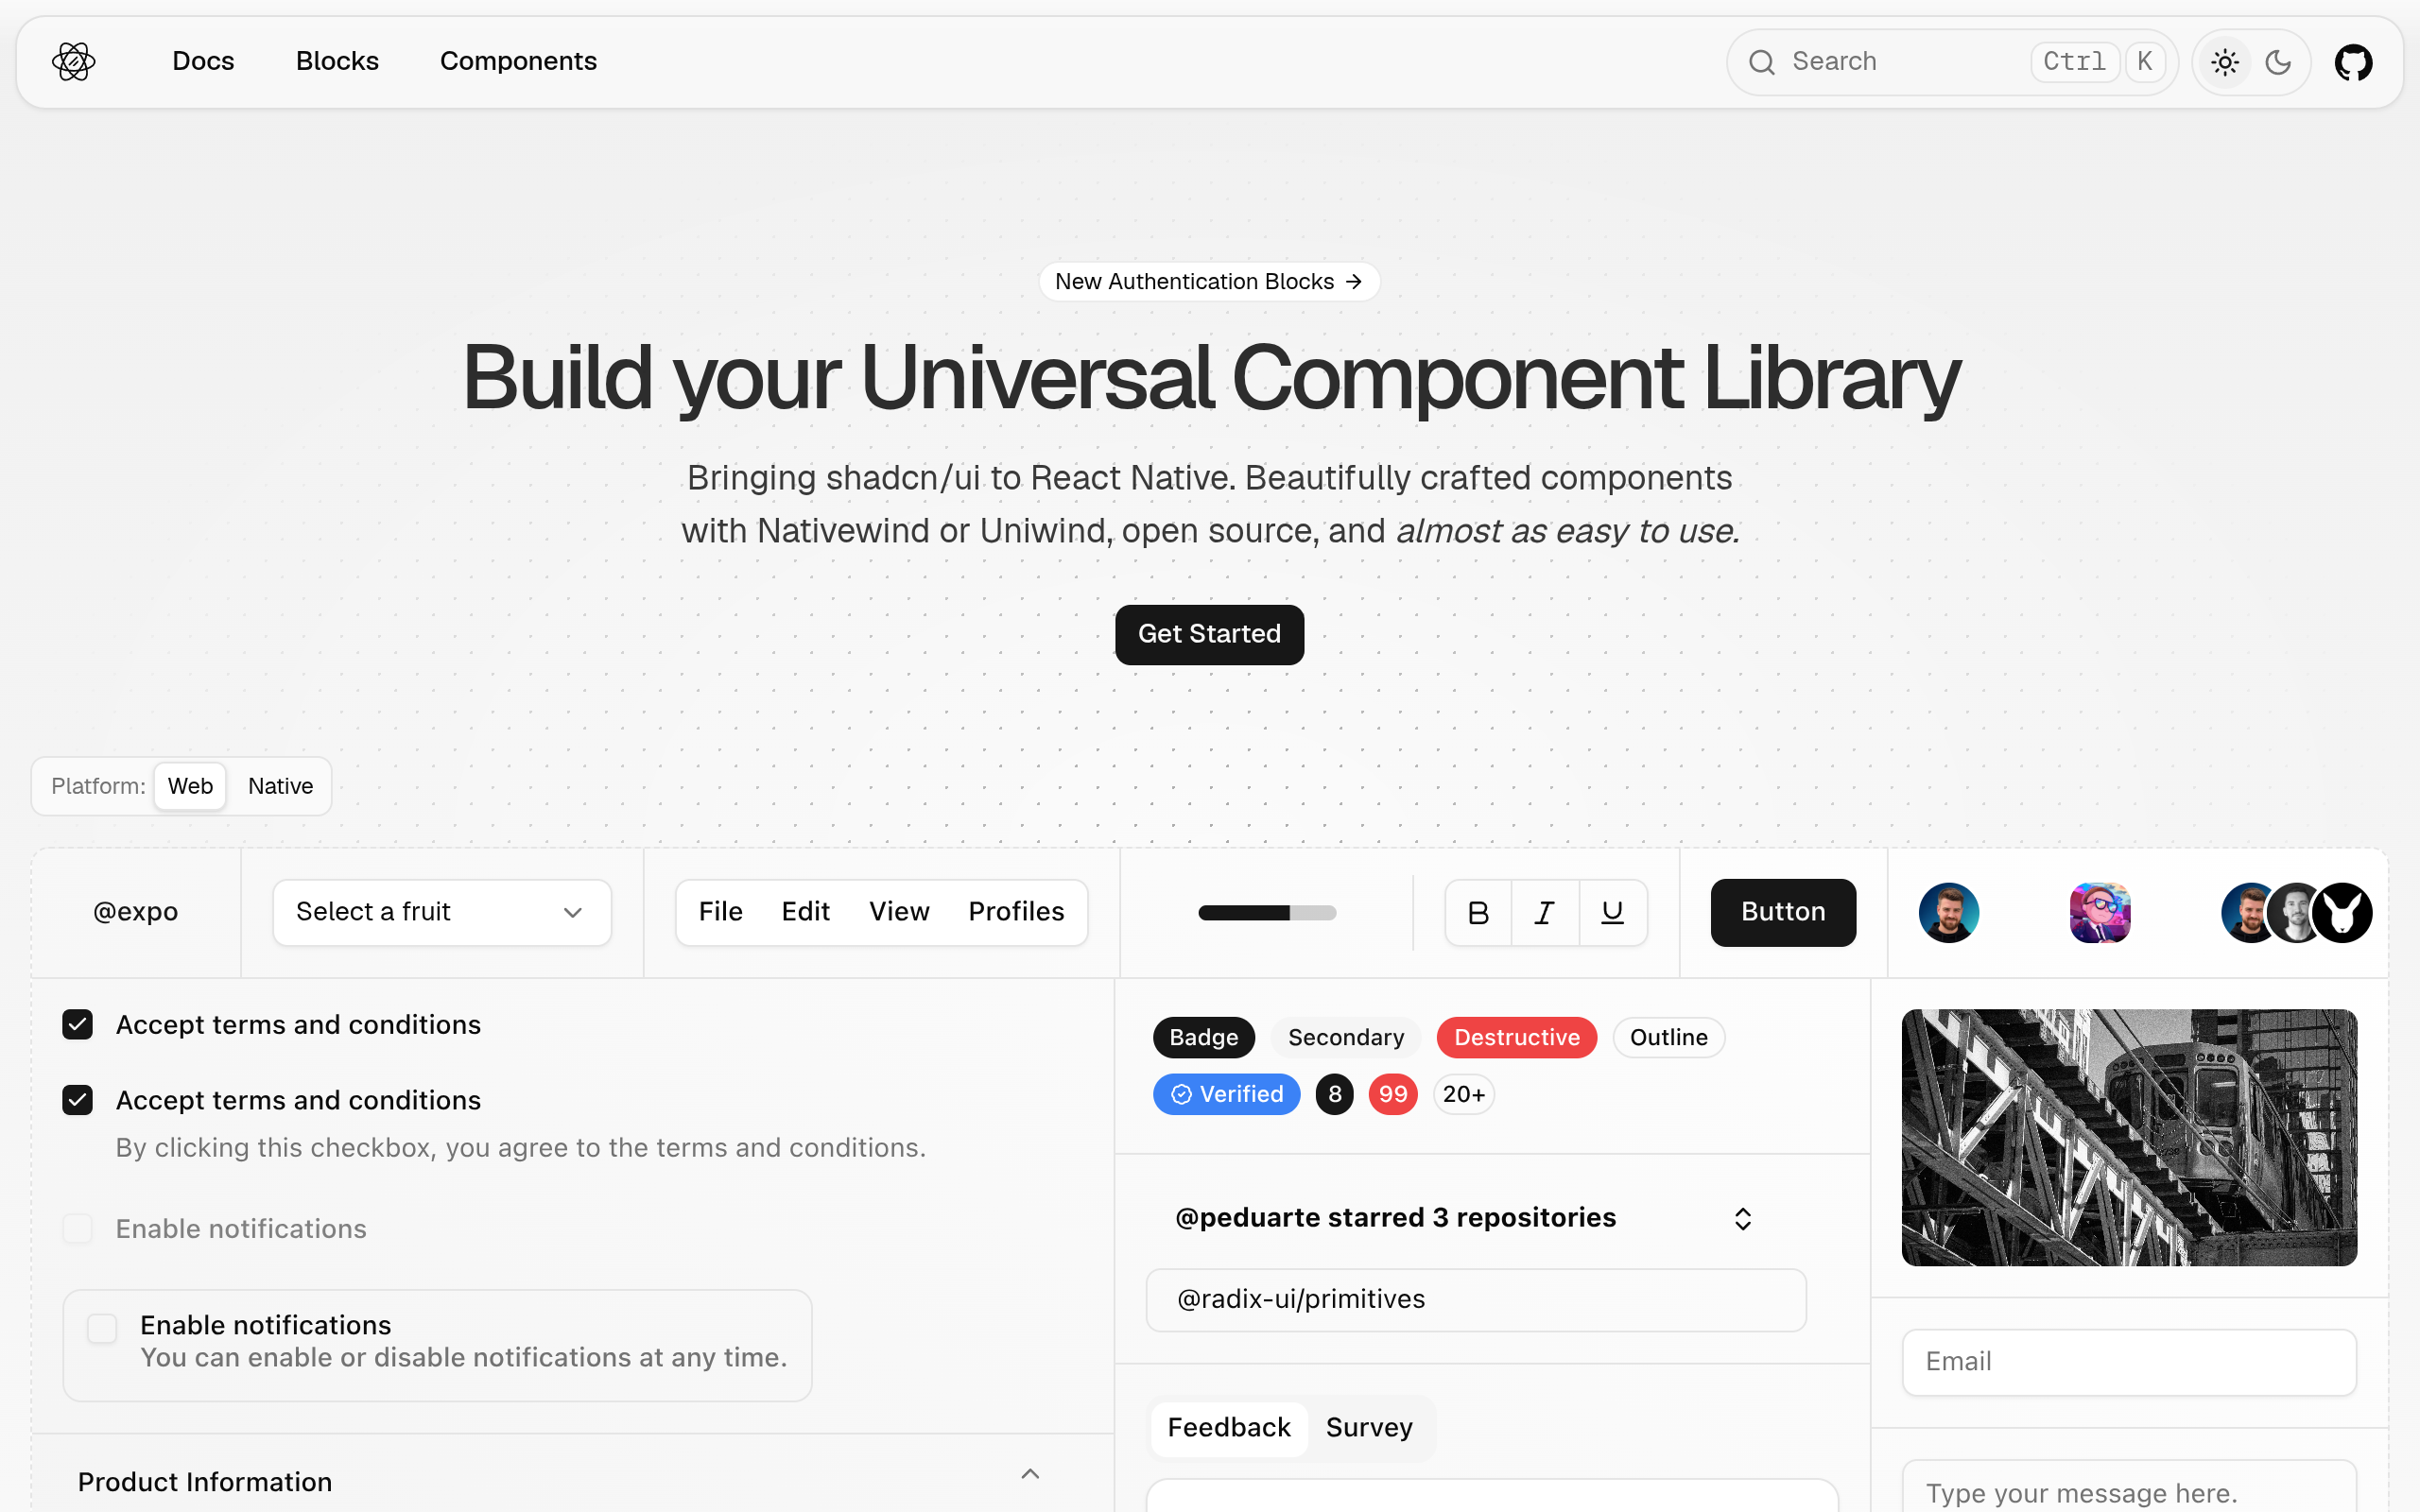 Docs Blocks Components Search Ctrl K
New Authentication Blocks →
Build your Universal Component Library
Bringing shadcn/ui to React Native. Beautifully crafted components
with Nativewind or Uniwind, open source, and almost as easy to use.
Get Started
Platform: Web Native
@expo Select a fruit File Edit View Profiles B I U Button
Accept terms and conditions
Accept terms and conditions
By clicking this checkbox, you agree to the terms and conditions.
Enable notifications
Enable notifications
You can enable or disable notifications at any time.
Product Information
Badge Secondary Destructive Outline
Verified 8 99 20+
@peduarte starred 3 repositories
@radix-ui/primitives
Feedback Survey
Email
Type your message here.